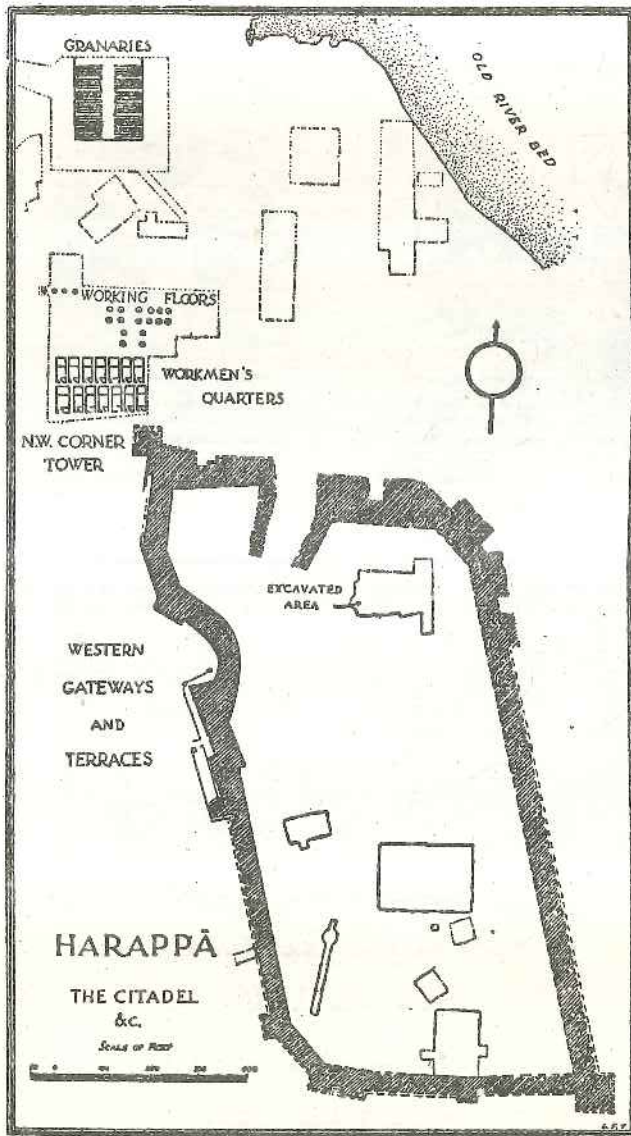 GRANARIES
OLD RIVER BED
WORKING FLOORS
WORKMEN'S
QUARTERS
N.W. CORNER
TOWER
EXCAVATED
AREA
WESTERN
GATEWAYS
AND
TERRACES
HARAPPĀ
THE CITADEL
&C.
SCALE OF FEET